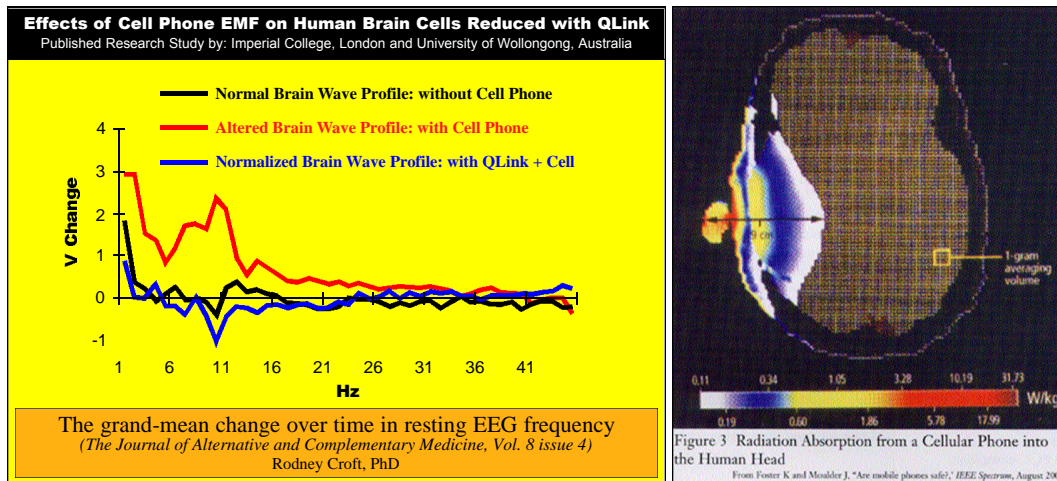 Effects of Cell Phone EMF on Human Brain Cells Reduced with QLink
Published Research Study by: Imperial College, London and University of Wollongong, Australia
Normal Brain Wave Profile: without Cell Phone
Altered Brain Wave Profile: with Cell Phone
Normalized Brain Wave Profile: with QLink + Cell
V Change
4
3
2
1
0
-1
1 6 11 16 21 26 31 36 41
Hz
The grand-mean change over time in resting EEG frequency
(The Journal of Alternative and Complementary Medicine, Vol. 8 issue 4)
Rodney Croft, PhD
9 cm
1-gram
averaging
volume
0.11 0.34 1.05 3.28 10.19 31.73
W/kg
0.19 0.60 1.86 5.78 17.99
Figure 3 Radiation Absorption from a Cellular Phone into
the Human Head
From Foster K and Moulder J, "Are mobile phones safe?,' IEEE Spectrum, August 200